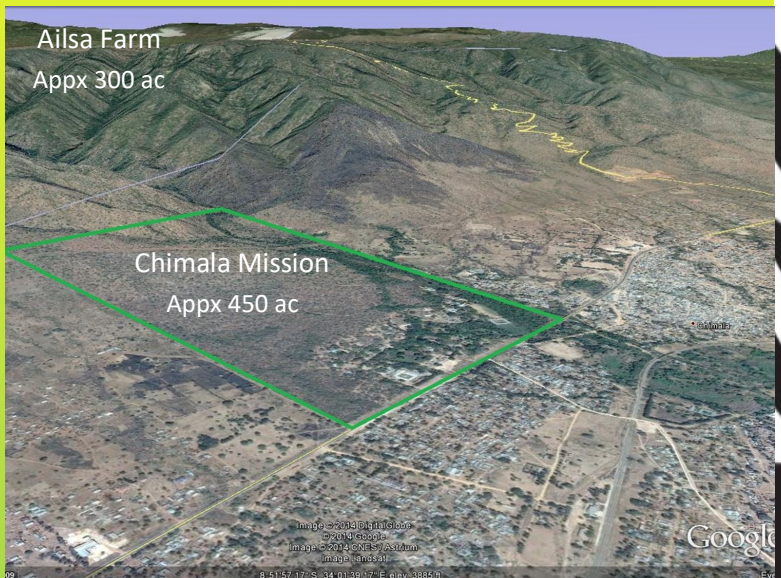 Ailsa Farm
Appx 300 ac
Chimala Mission
Appx 450 ac
Chimala
Image © 2014 DigitalGlobe
© 2014 Google
Image © 2014 CNES / Astrium
Image Landsat
Google
09
8°51'57.17" S 34°01'39.17" E elev 3885 ft